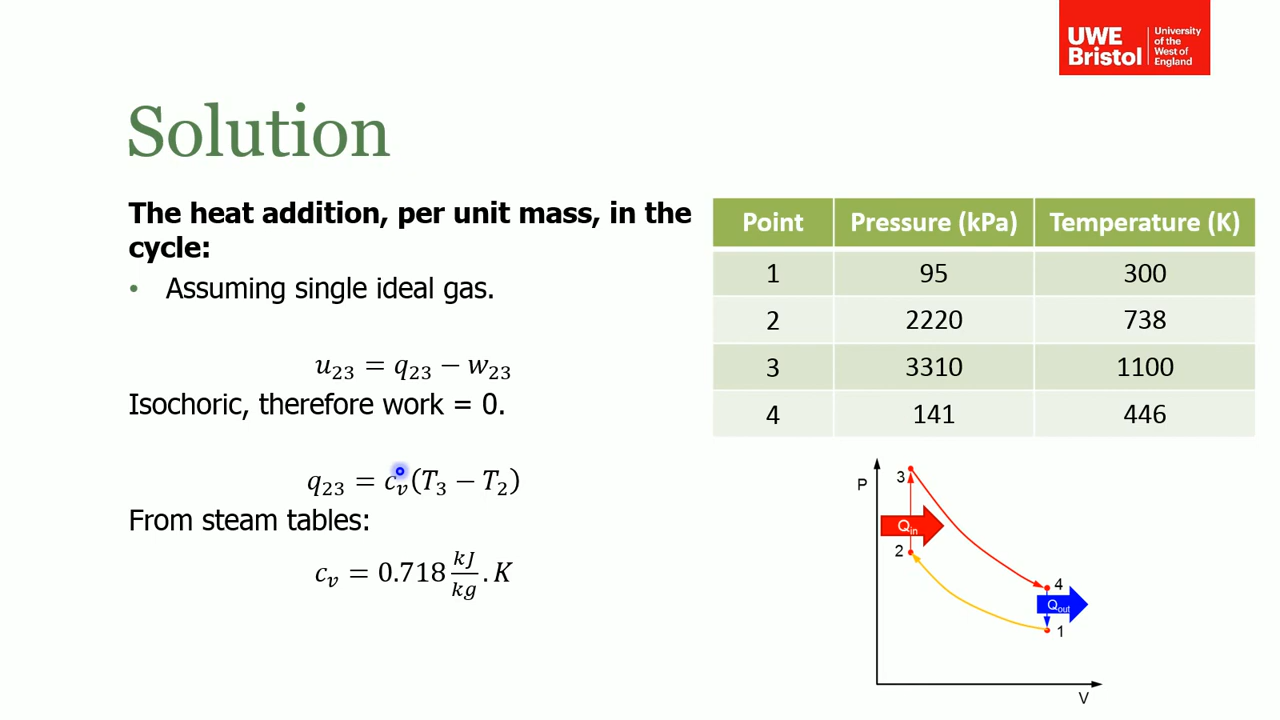 UWE Bristol
University of the West of England
Solution
The heat addition, per unit mass, in the
cycle:
• Assuming single ideal gas.
u₂₃ = q₂₃ − w₂₃
Isochoric, therefore work = 0.
q₂₃ = cᵥ(T₃ − T₂)
From steam tables:
cᵥ = 0.718 kJ/kg . K
Point Pressure (kPa) Temperature (K)
1 95 300
2 2220 738
3 3310 1100
4 141 446
P
3
Qin
2
4
Qout
1
V